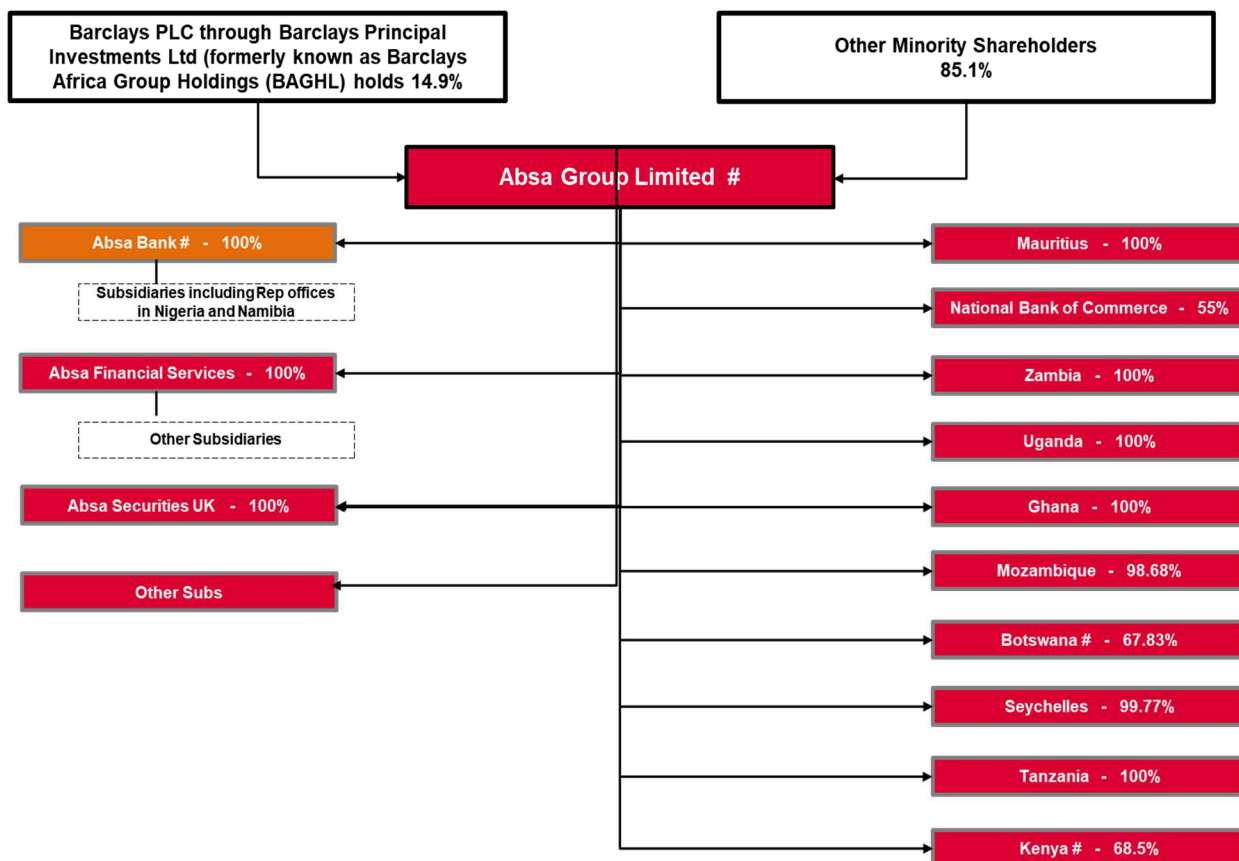 Barclays PLC through Barclays Principal
Investments Ltd (formerly known as Barclays
Africa Group Holdings (BAGHL) holds 14.9%
Other Minority Shareholders
85.1%
Absa Group Limited #
Absa Bank # - 100%
Subsidiaries including Rep offices
in Nigeria and Namibia
Absa Financial Services - 100%
Other Subsidiaries
Absa Securities UK - 100%
Other Subs
Mauritius - 100%
National Bank of Commerce - 55%
Zambia - 100%
Uganda - 100%
Ghana - 100%
Mozambique - 98.68%
Botswana # - 67.83%
Seychelles - 99.77%
Tanzania - 100%
Kenya # - 68.5%